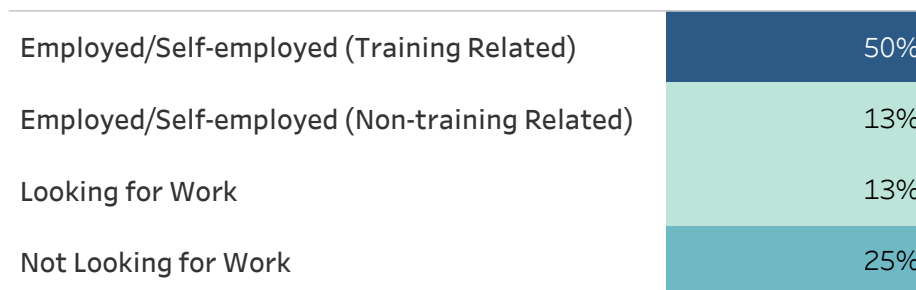 Employed/Self-employed (Training Related) 50%
Employed/Self-employed (Non-training Related) 13%
Looking for Work 13%
Not Looking for Work 25%